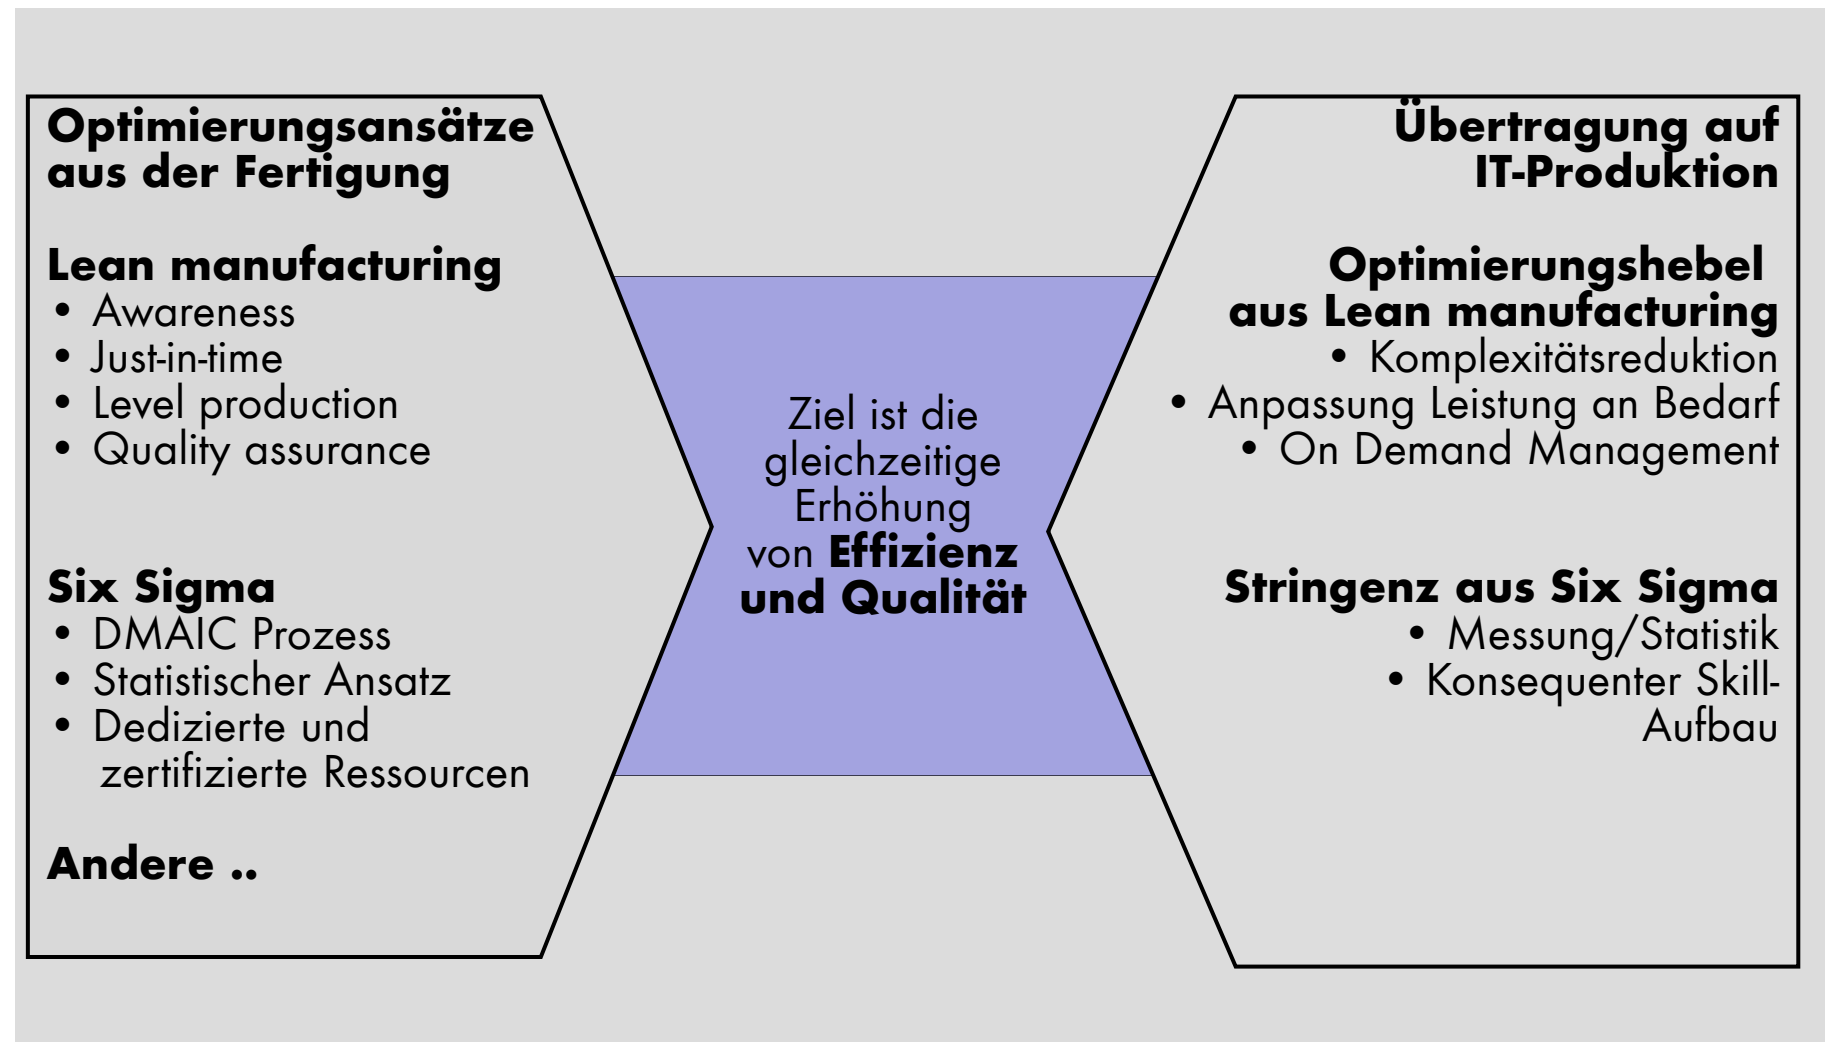 Optimierungsansätze
aus der Fertigung
Lean manufacturing
• Awareness
• Just-in-time
• Level production
• Quality assurance
Six Sigma
• DMAIC Prozess
• Statistischer Ansatz
• Dedizierte und
zertifizierte Ressourcen
Andere ..
Ziel ist die
gleichzeitige
Erhöhung
von Effizienz
und Qualität
Übertragung auf
IT-Produktion
Optimierungshebel
aus Lean manufacturing
• Komplexitätsreduktion
• Anpassung Leistung an Bedarf
• On Demand Management
Stringenz aus Six Sigma
• Messung/Statistik
• Konsequenter Skill-
Aufbau